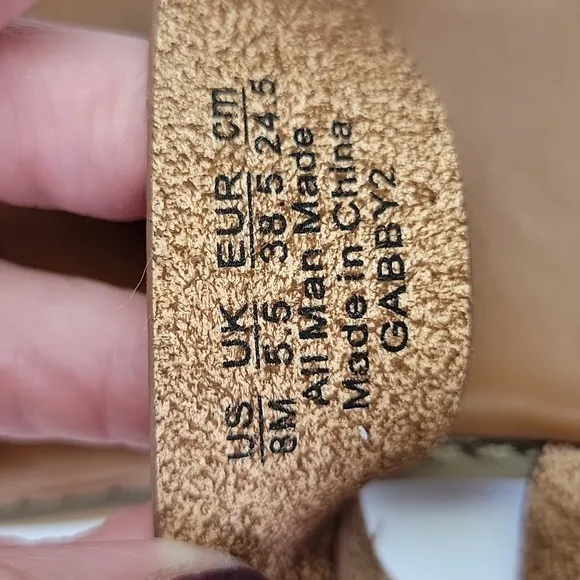 US UK EUR cm
8M 5.5 38.5 24.5
All Man Made
Made in China
GABBY2